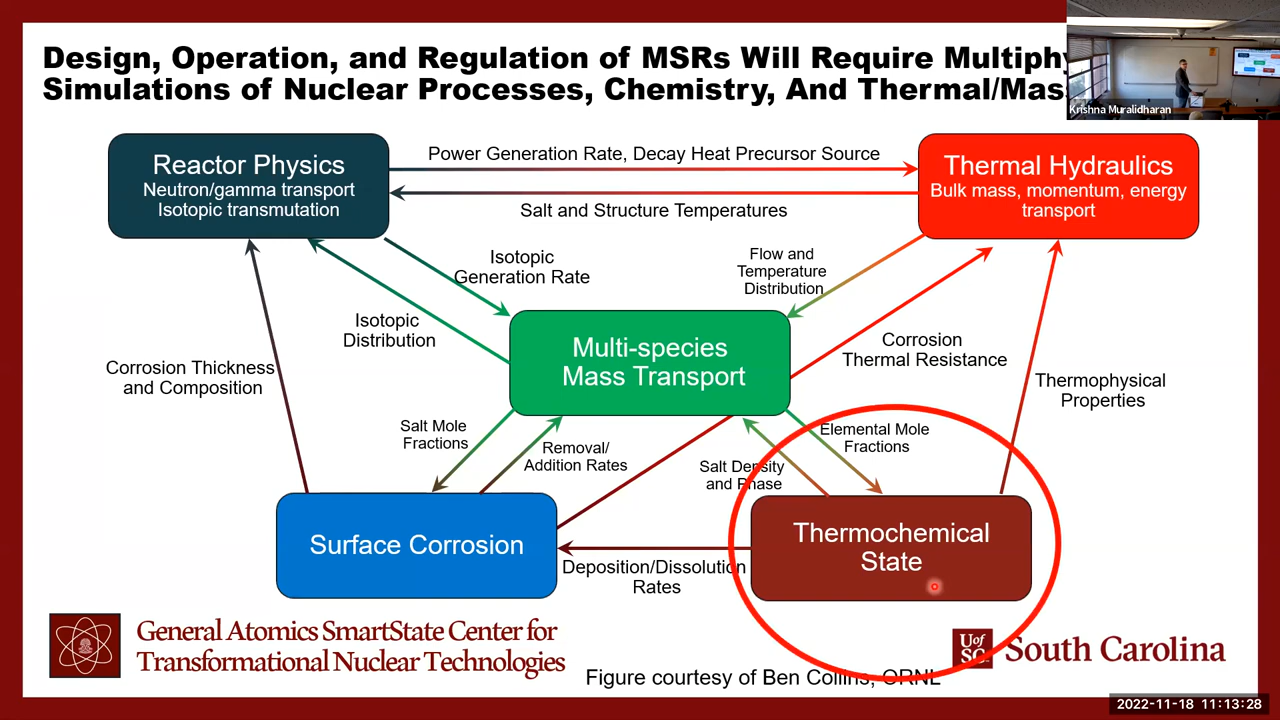 Design, Operation, and Regulation of MSRs Will Require Multiphy
Simulations of Nuclear Processes, Chemistry, And Thermal/Mas
Krishna Muralidharan
Reactor Physics
Neutron/gamma transport
Isotopic transmutation
Power Generation Rate, Decay Heat Precursor Source
Salt and Structure Temperatures
Thermal Hydraulics
Bulk mass, momentum, energy
transport
Isotopic
Generation Rate
Flow and
Temperature
Distribution
Isotopic
Distribution
Multi-species
Mass Transport
Corrosion
Thermal Resistance
Corrosion Thickness
and Composition
Thermophysical
Properties
Salt Mole
Fractions
Removal/
Addition Rates
Salt Density
and Phase
Elemental Mole
Fractions
Surface Corrosion
Deposition/Dissolution
Rates
Thermochemical
State
General Atomics SmartState Center for
Transformational Nuclear Technologies
Figure courtesy of Ben Collins, ORNL
UofSC
South Carolina
2022-11-18 11:13:28